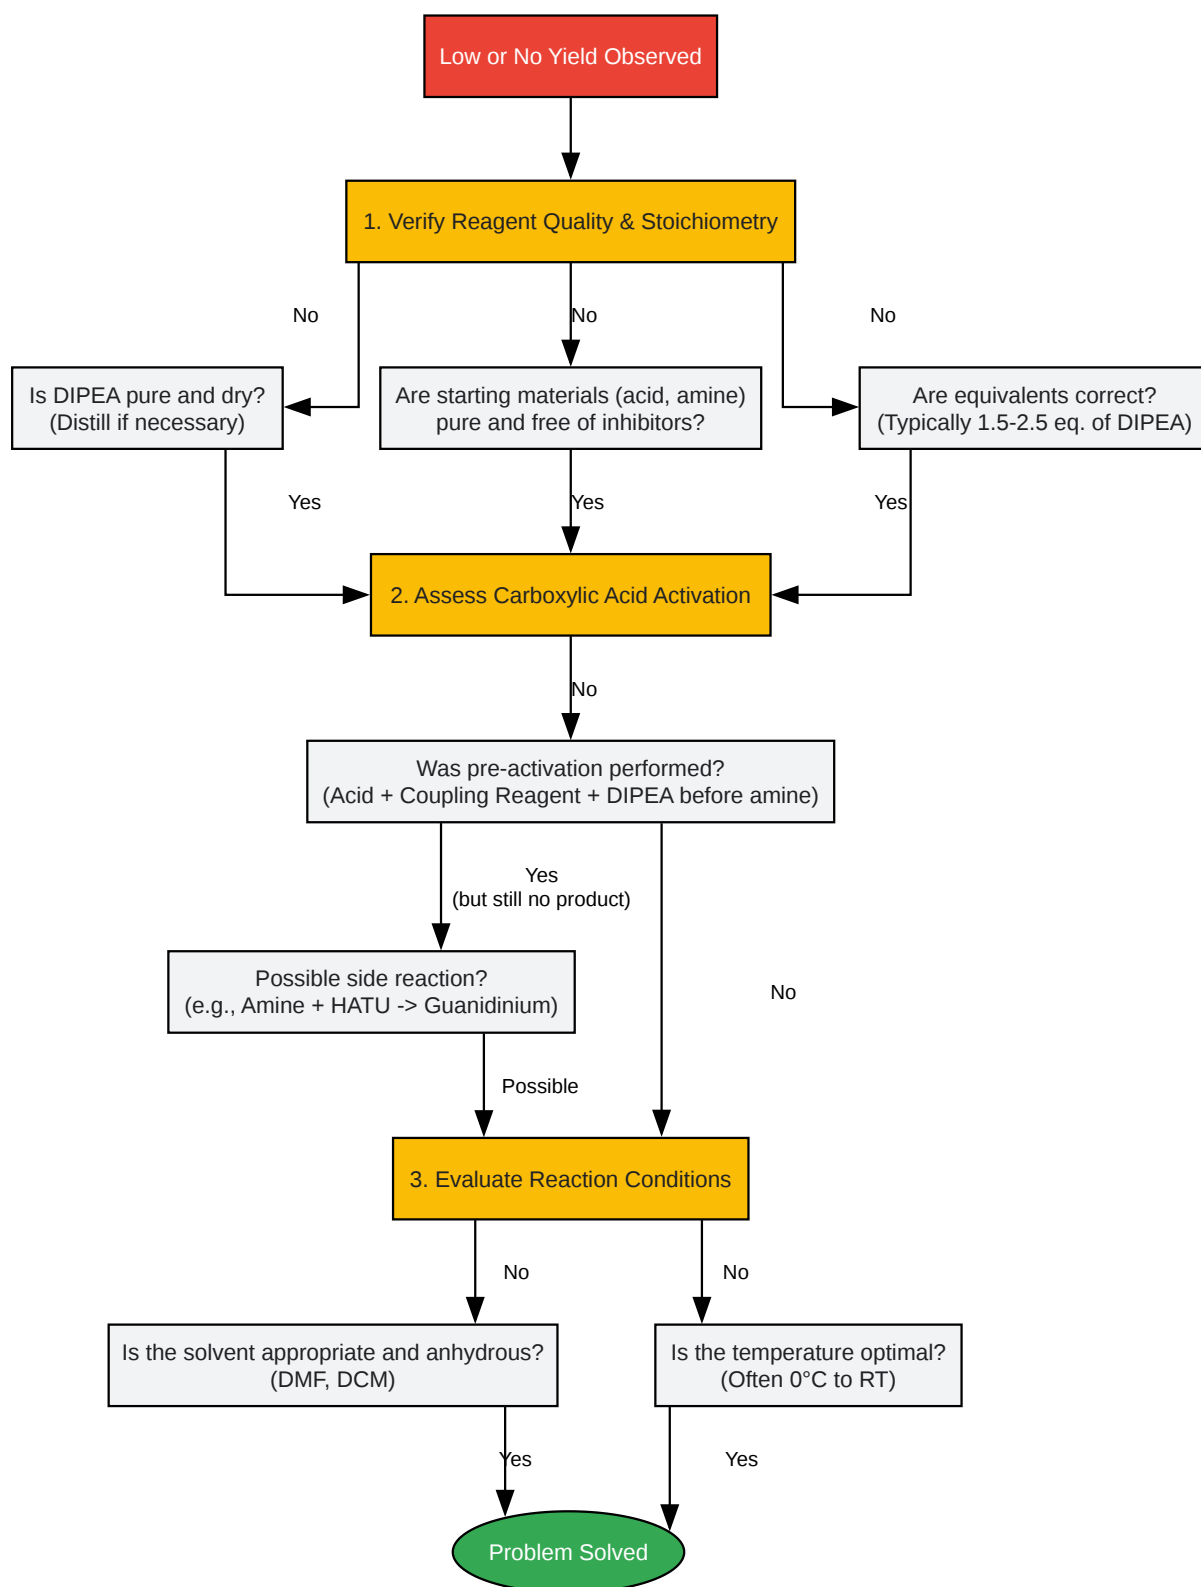 Low or No Yield Observed
1. Verify Reagent Quality & Stoichiometry
No
No
No
Is DIPEA pure and dry?
(Distill if necessary)
Are starting materials (acid, amine)
pure and free of inhibitors?
Are equivalents correct?
(Typically 1.5-2.5 eq. of DIPEA)
Yes
Yes
Yes
2. Assess Carboxylic Acid Activation
No
Was pre-activation performed?
(Acid + Coupling Reagent + DIPEA before amine)
Yes
(but still no product)
Possible side reaction?
(e.g., Amine + HATU -> Guanidinium)
No
Possible
3. Evaluate Reaction Conditions
No
No
Is the solvent appropriate and anhydrous?
(DMF, DCM)
Is the temperature optimal?
(Often 0°C to RT)
Yes
Yes
Problem Solved